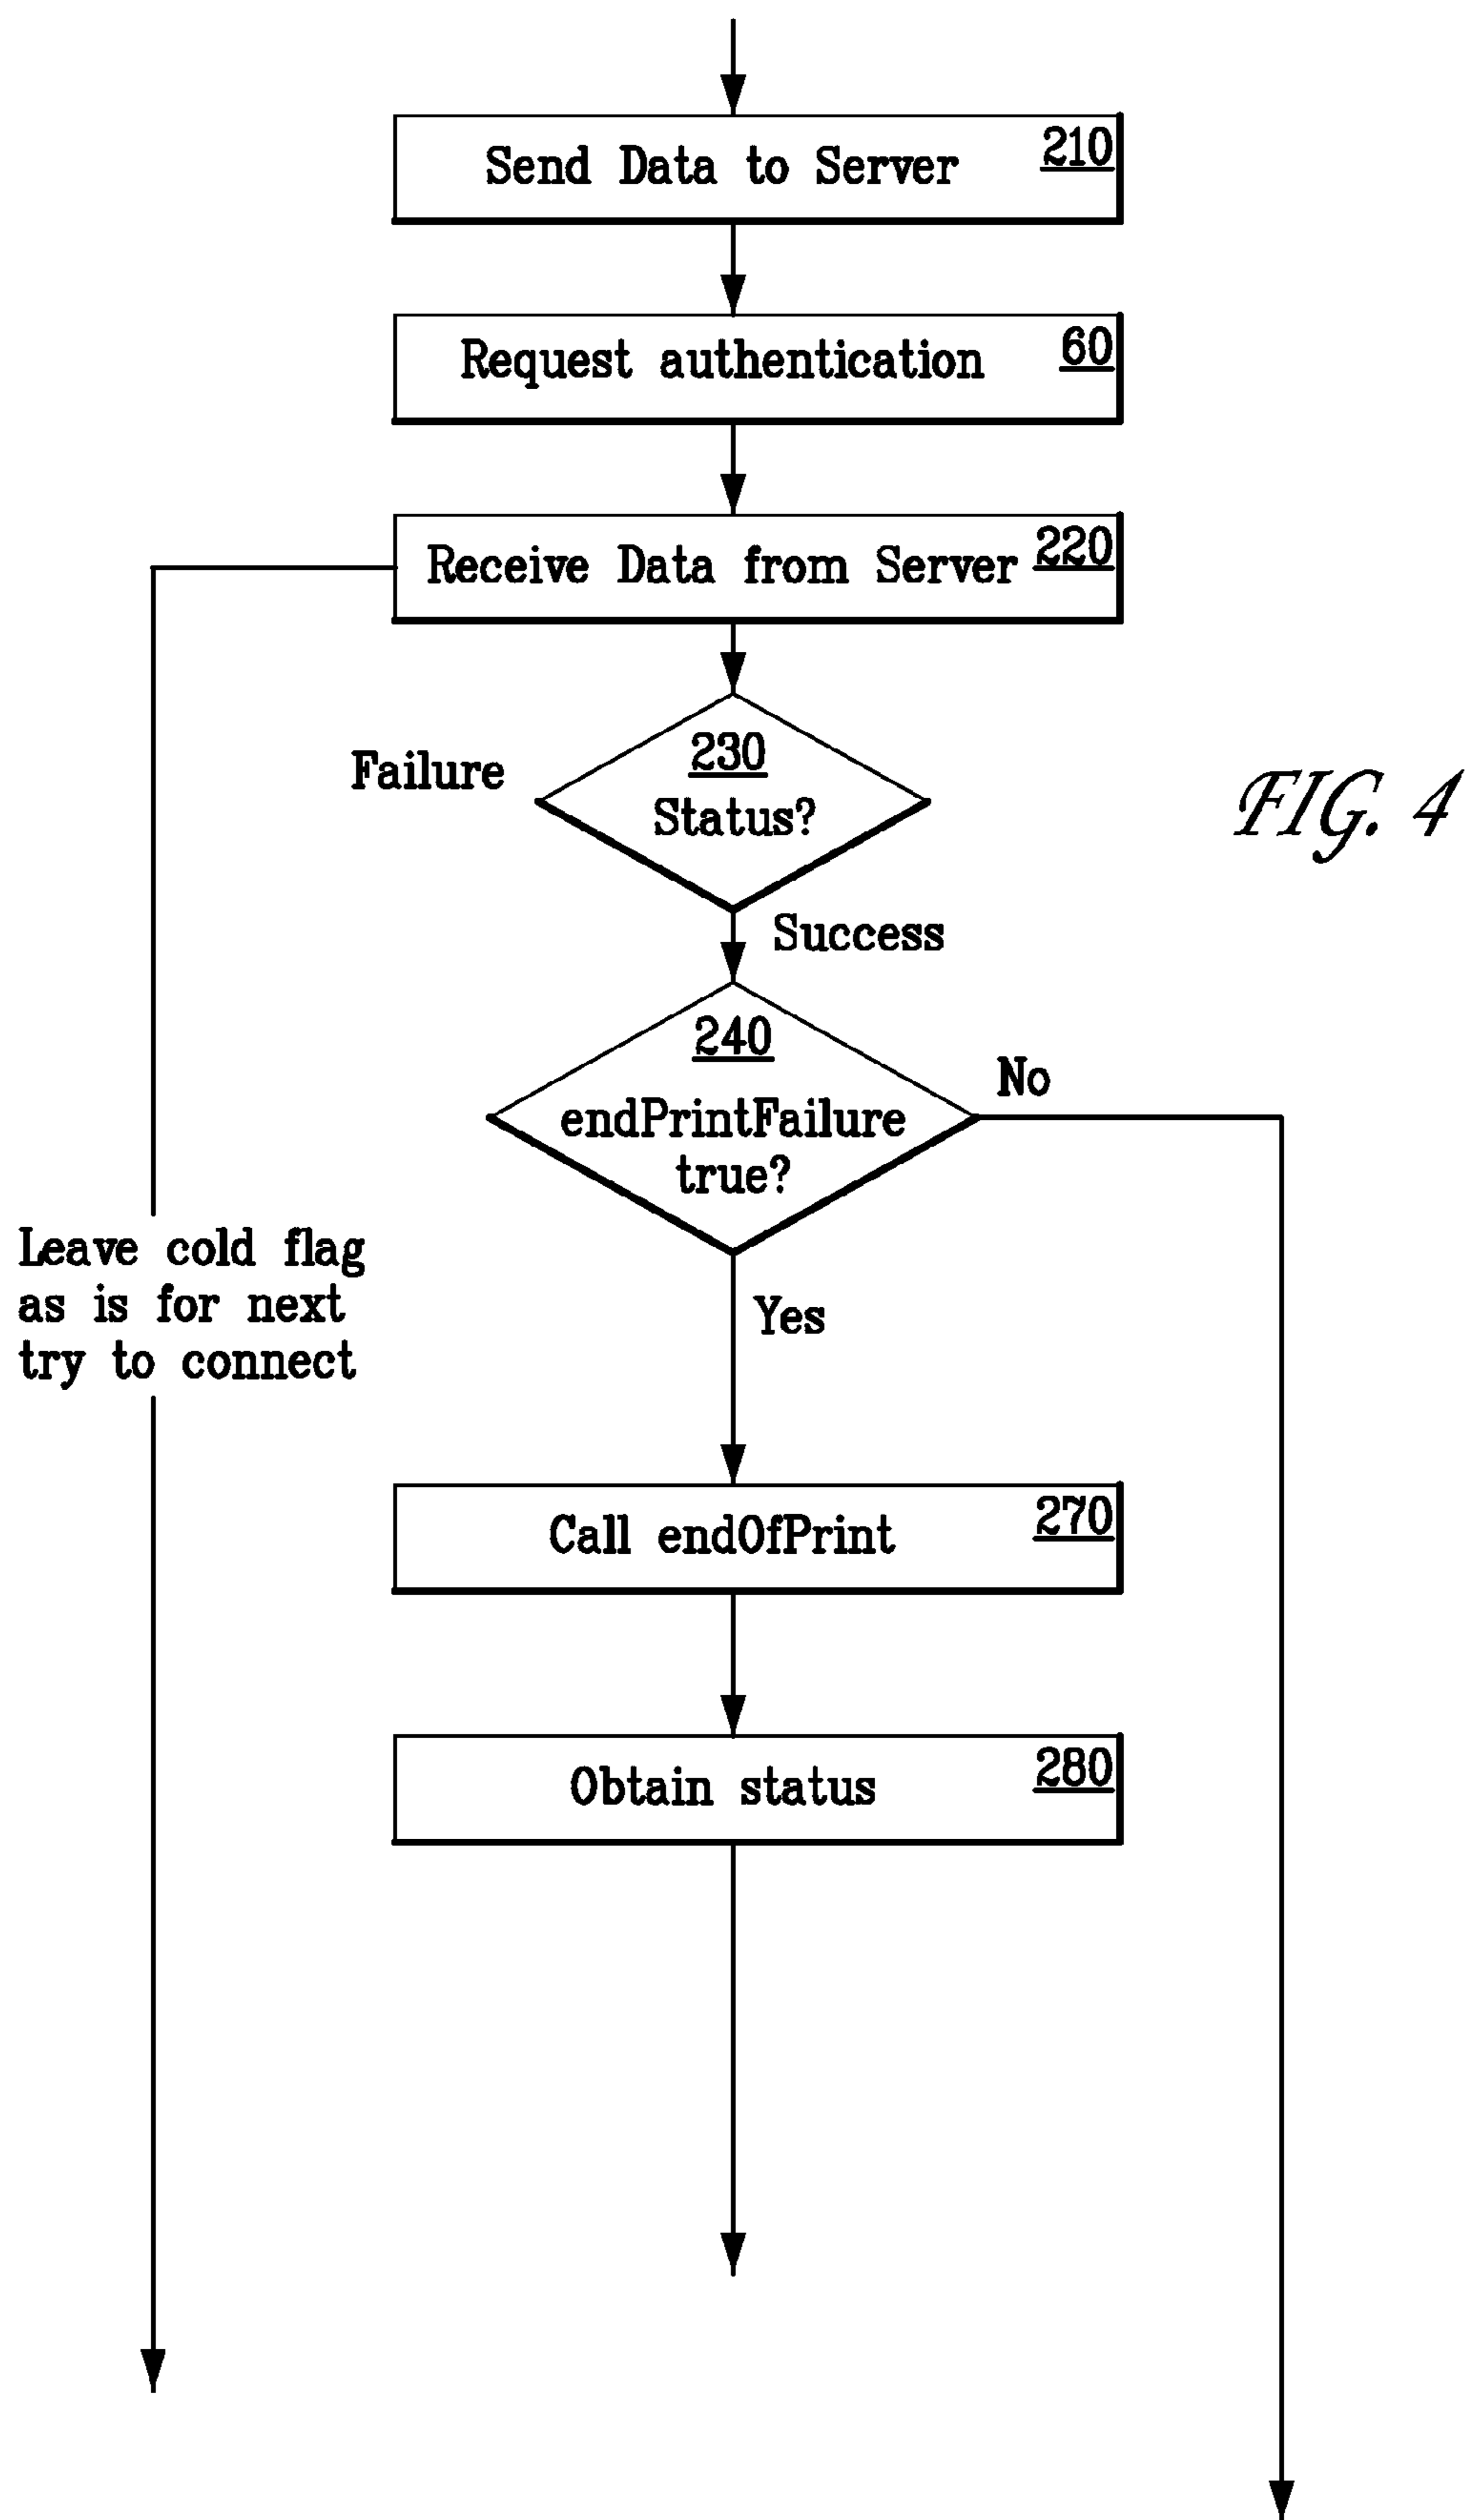 Send Data to Server 210
Request authentication 60
Receive Data from Server 220
230
Failure
Status?
FIG. 4
Success
240
No
endPrintFailure
true?
Leave cold flag
as is for next
try to connect
Yes
Call endOfPrint 270
Obtain status 280